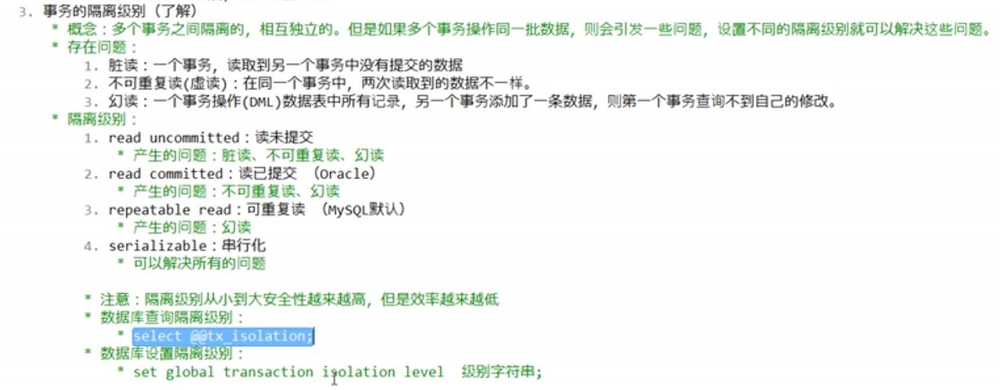 3. 事务的隔离级别（了解）
* 概念：多个事务之间隔离的，相互独立的。但是如果多个事务操作同一批数据，则会引发一些问题，设置不同的隔离级别就可以解决这些问题。
* 存在问题：
1. 脏读：一个事务，读取到另一个事务中没有提交的数据
2. 不可重复读(虚读)：在同一个事务中，两次读取到的数据不一样。
3. 幻读：一个事务操作(DML)数据表中所有记录，另一个事务添加了一条数据，则第一个事务查询不到自己的修改。
* 隔离级别：
1. read uncommitted：读未提交
* 产生的问题：脏读、不可重复读、幻读
2. read committed：读已提交 （Oracle）
* 产生的问题：不可重复读、幻读
3. repeatable read：可重复读 （MySQL默认）
* 产生的问题：幻读
4. serializable：串行化
* 可以解决所有的问题
* 注意：隔离级别从小到大安全性越来越高，但是效率越来越低
* 数据库查询隔离级别：
* select @@tx_isolation;
* 数据库设置隔离级别：
* set global transaction isolation level 级别字符串;